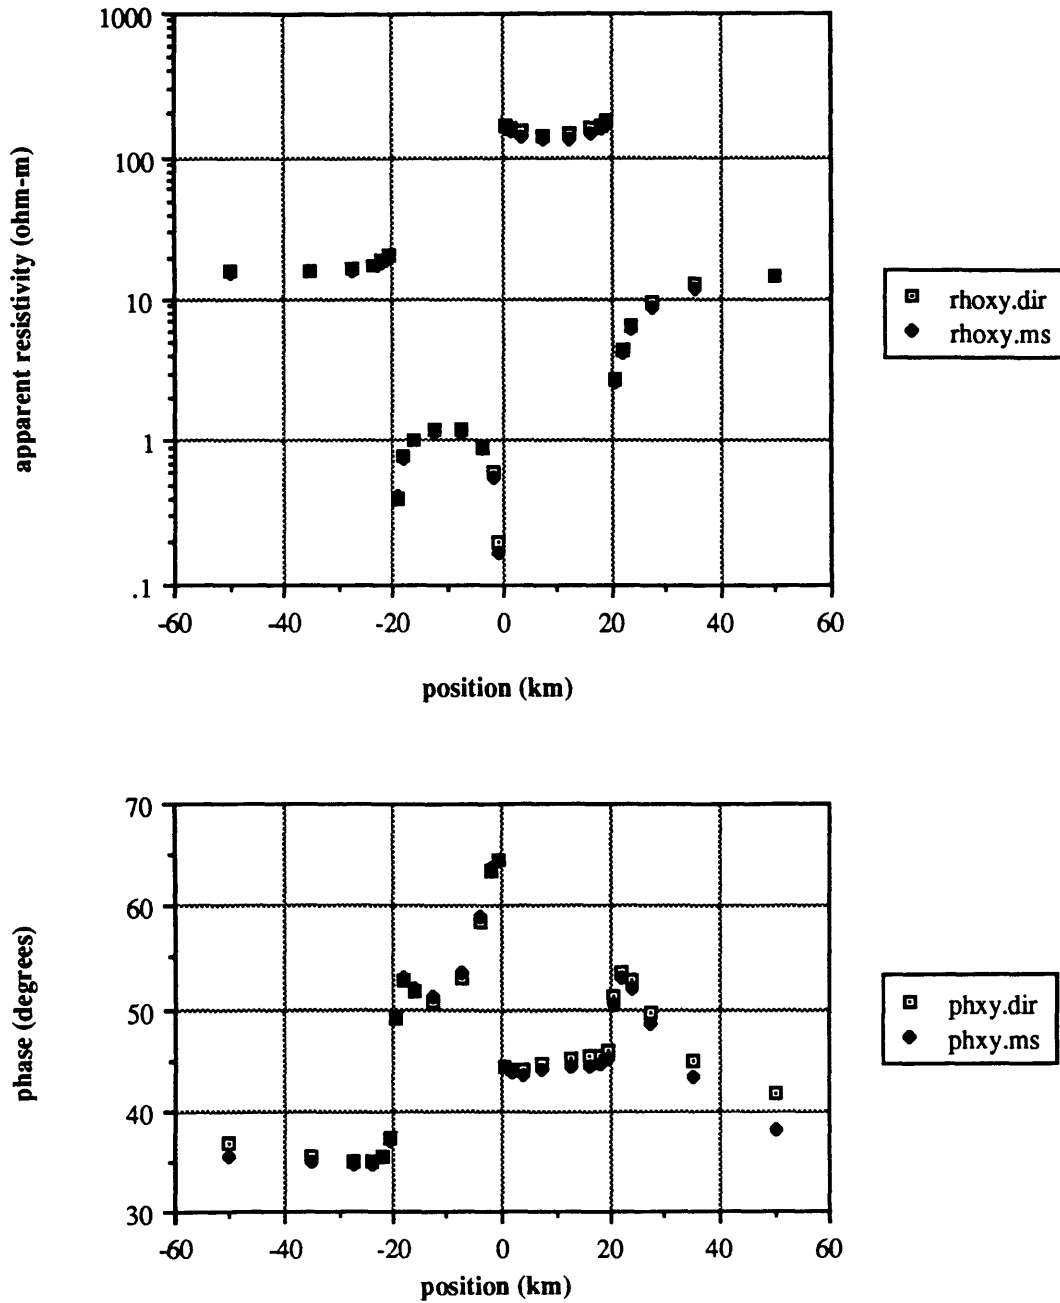 1000
100
10
1
.1
apparent resistivity (ohm-m)
-60 -40 -20 0 20 40 60
position (km)
rhoxy.dir
rhoxy.ms
70
60
50
40
30
phase (degrees)
-60 -40 -20 0 20 40 60
position (km)
phxy.dir
phxy.ms